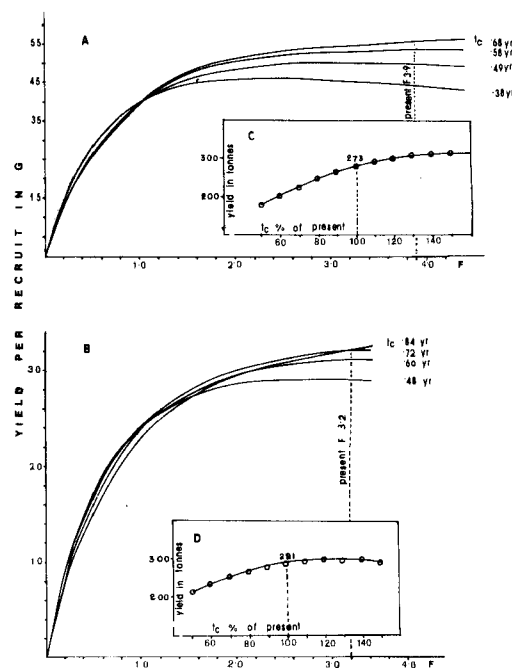 YIELD PER RECRUIT IN G
A
55
45
35
15
tc ·68 yr
·58 yr
·49 yr
·38 yr
present F 3·9
C
yield in tonnes
300
200
273
60 80 100 120 140
tc % of present
1·0 2·0 3·0 4·0 F
B
30
20
10
tc ·84 yr
·72 yr
·60 yr
·48 yr
present F 3·2
D
yield in tonnes
300
200
291
60 80 100 120 140
tc % of present
1·0 2·0 3·0 4·0 F